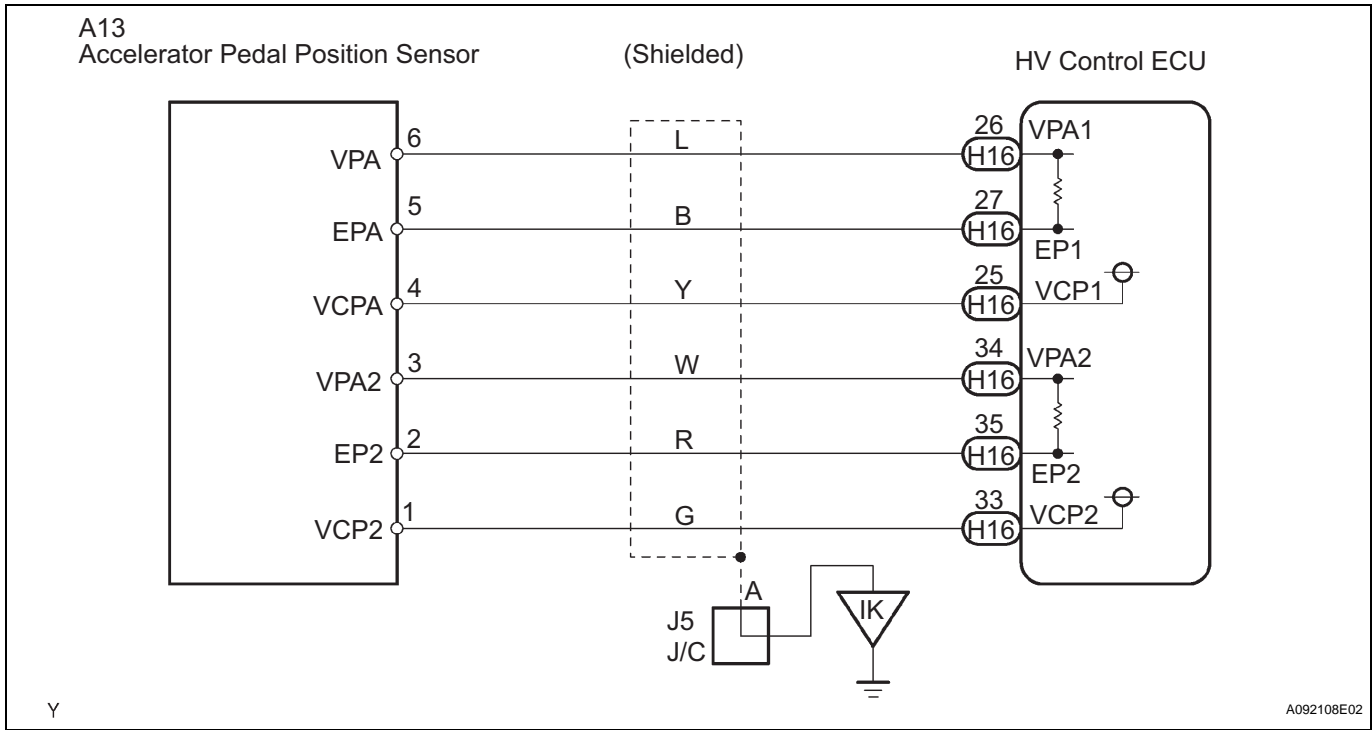 A13
Accelerator Pedal Position Sensor
(Shielded)
HV Control ECU
VPA 6 L 26 H16 VPA1
EPA 5 B 27 H16 EP1
VCPA 4 Y 25 H16 VCP1
VPA2 3 W 34 H16 VPA2
EP2 2 R 35 H16 EP2
VCP2 1 G 33 H16 VCP2
A
J5
J/C
IK
Y
A092108E02